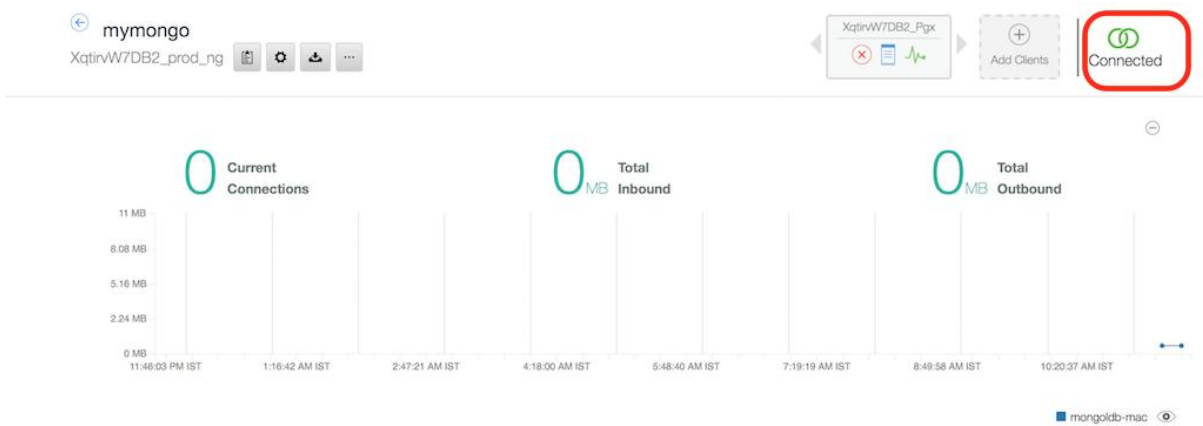 mymongo
XqtirvW7DB2_prod_ng
XqtirvW7DB2_Pgx
Add Clients
Connected
0 Current Connections
0 MB Total Inbound
0 MB Total Outbound
11 MB
8.08 MB
5.16 MB
2.24 MB
0 MB
11:46:03 PM IST 1:16:42 AM IST 2:47:21 AM IST 4:18:00 AM IST 5:48:40 AM IST 7:19:19 AM IST 8:49:58 AM IST 10:20:37 AM IST
mongoldb-mac